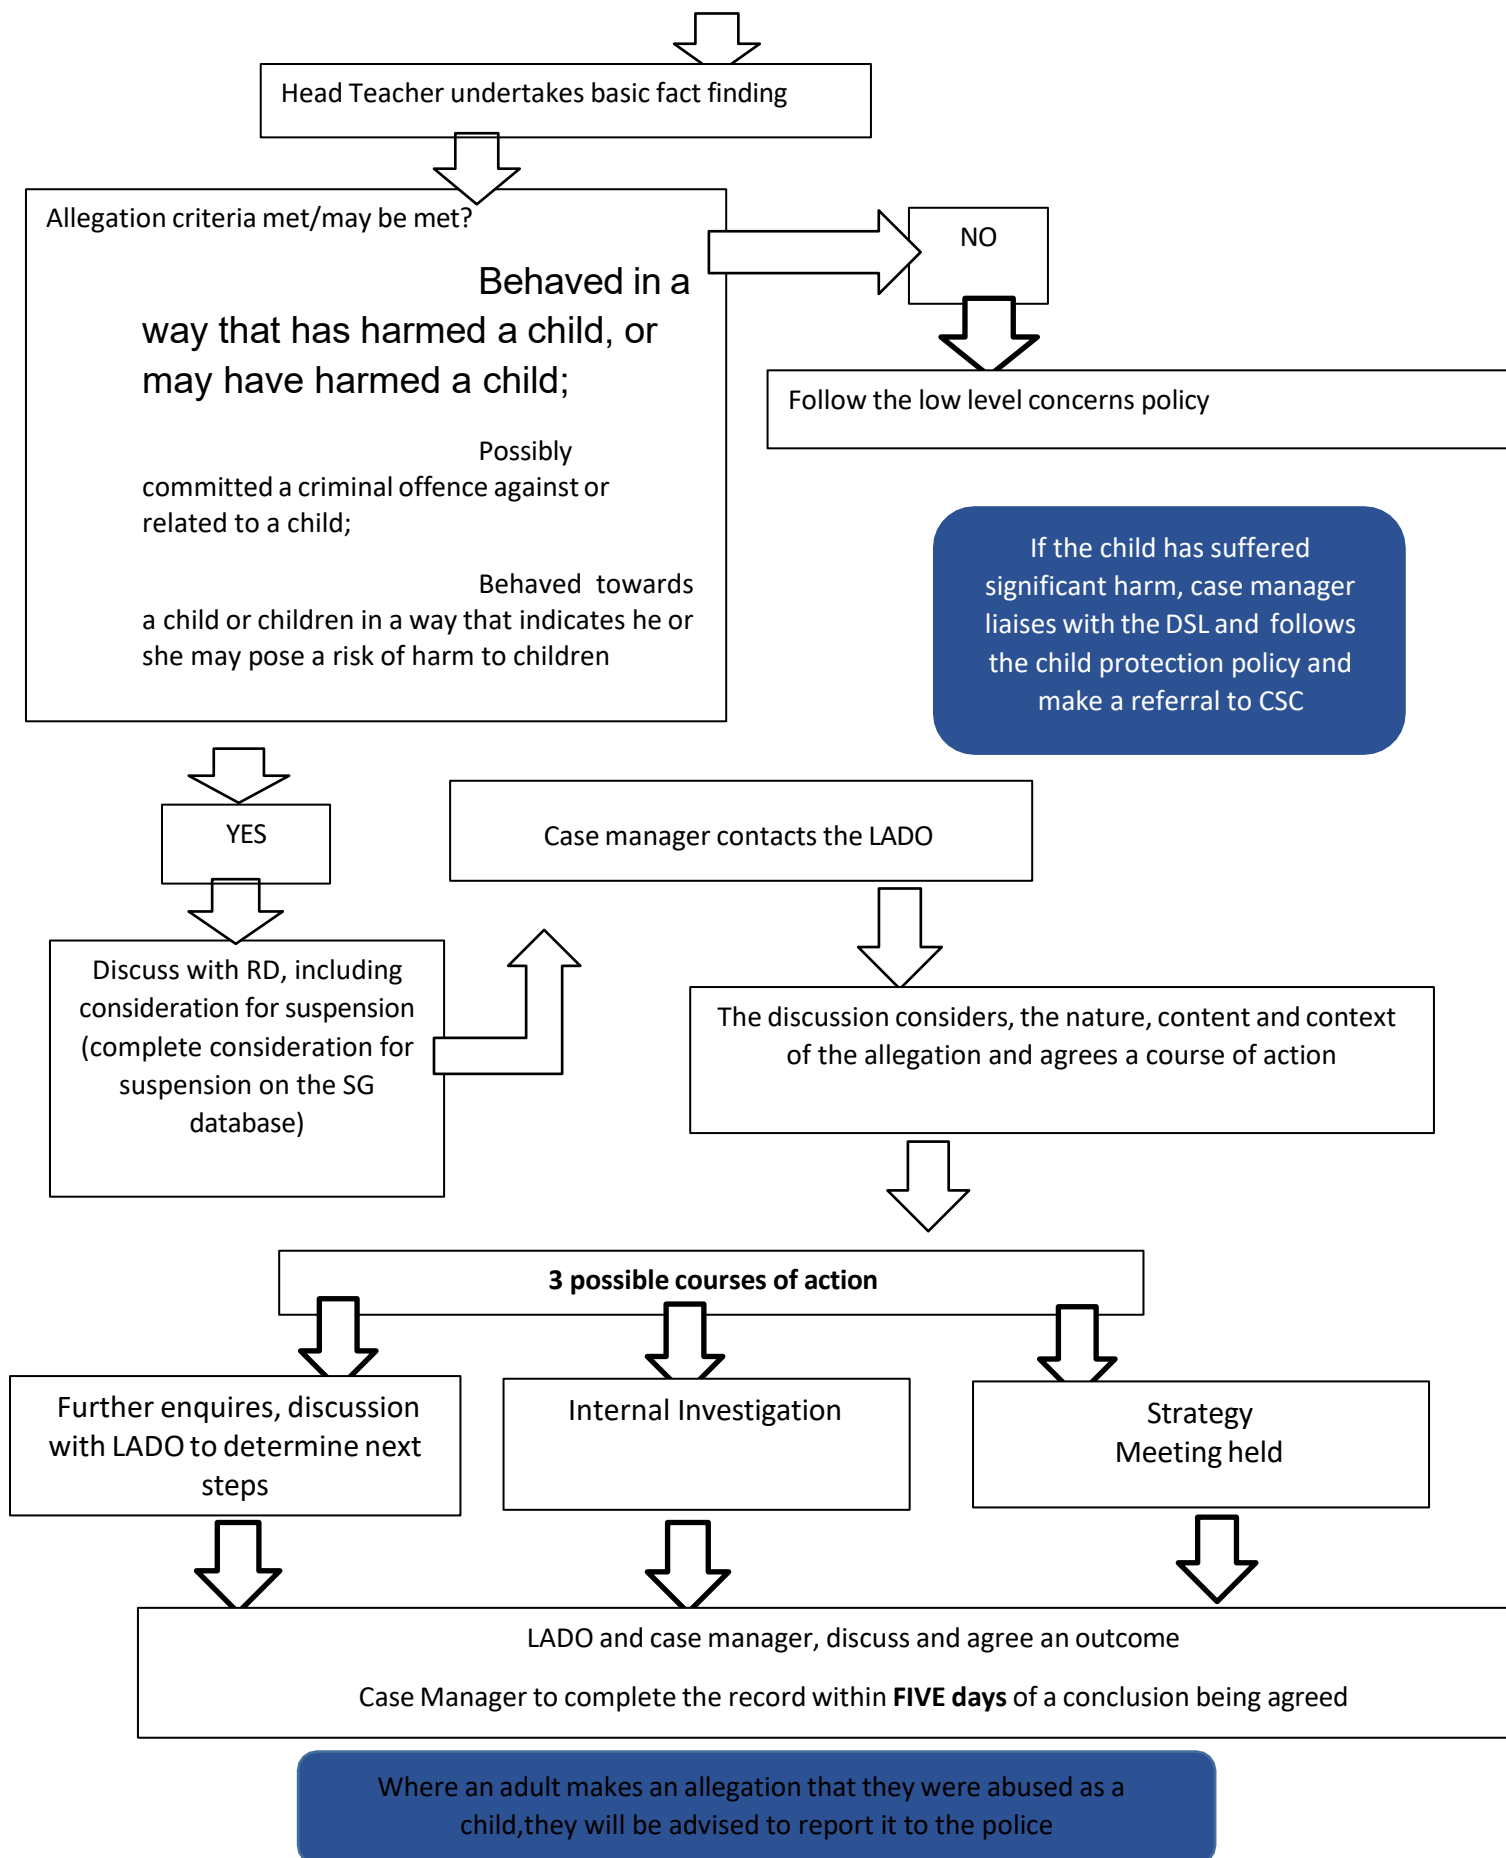 Head Teacher undertakes basic fact finding
Allegation criteria met/may be met?
Behaved in a
way that has harmed a child, or
may have harmed a child;
Possibly
committed a criminal offence against or
related to a child;
Behaved towards
a child or children in a way that indicates he or
she may pose a risk of harm to children
NO
Follow the low level concerns policy
If the child has suffered
significant harm, case manager
liaises with the DSL and follows
the child protection policy and
make a referral to CSC
YES
Case manager contacts the LADO
Discuss with RD, including
consideration for suspension
(complete consideration for
suspension on the SG
database)
The discussion considers, the nature, content and context
of the allegation and agrees a course of action
3 possible courses of action
Further enquires, discussion
with LADO to determine next
steps
Internal Investigation
Strategy
Meeting held
LADO and case manager, discuss and agree an outcome
Case Manager to complete the record within FIVE days of a conclusion being agreed
Where an adult makes an allegation that they were abused as a
child,they will be advised to report it to the police